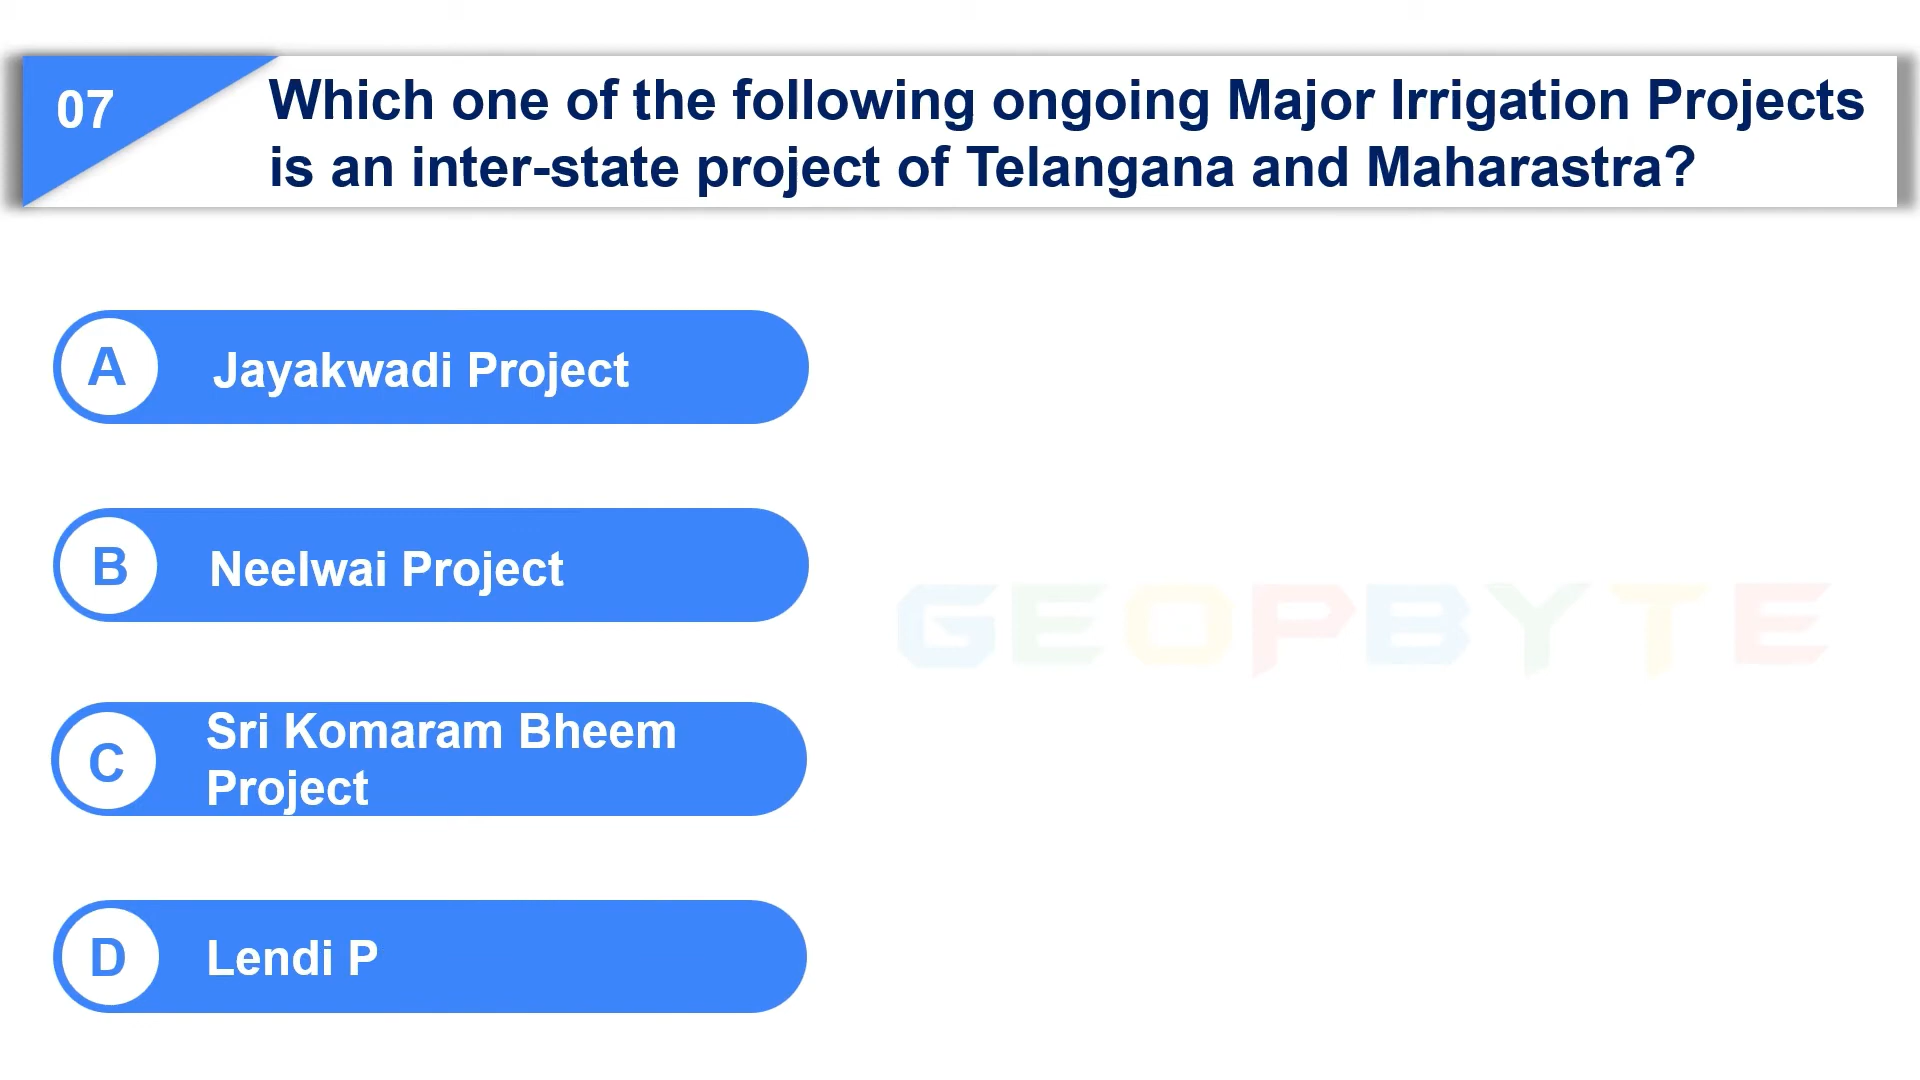 07
Which one of the following ongoing Major Irrigation Projects
is an inter-state project of Telangana and Maharastra?
A
Jayakwadi Project
B
Neelwai Project
GEOPBYTE
C
Sri Komaram Bheem
Project
D
Lendi P